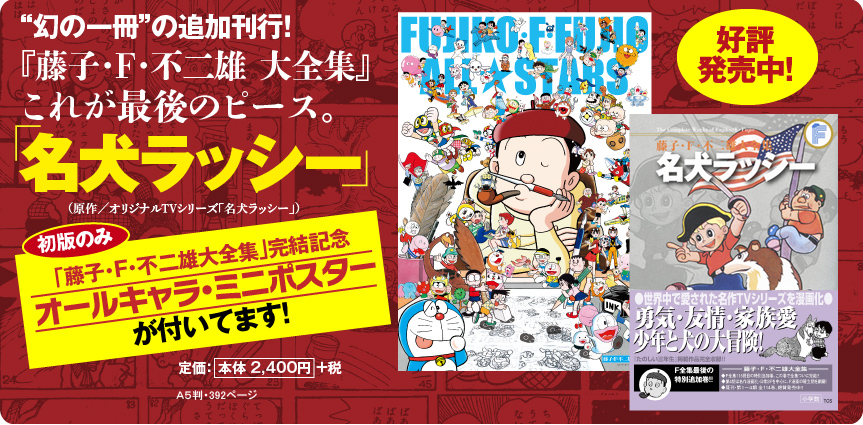 “幻の一冊”の追加刊行!
『藤子・F・不二雄 大全集』
これが最後のピース。
「名犬ラッシー」
(原作／オリジナルTVシリーズ「名犬ラッシー」)
初版のみ
「藤子・F・不二雄大全集」完結記念
オールキャラ・ミニポスター
が付いてます!
定価：本体 2,400円＋税
A5判・392ページ
FUJIKO・F・FUJIO
ALL★STARS
INK
好評
発売中!
F
藤子・F・不二雄大全集
名犬ラッシー
●世界中で愛された名作TVシリーズを漫画化●
勇気・友情・家族愛
少年と犬の大冒険!
F全集最後の
特別追加巻!!
藤子・F・不二雄大全集
小学館